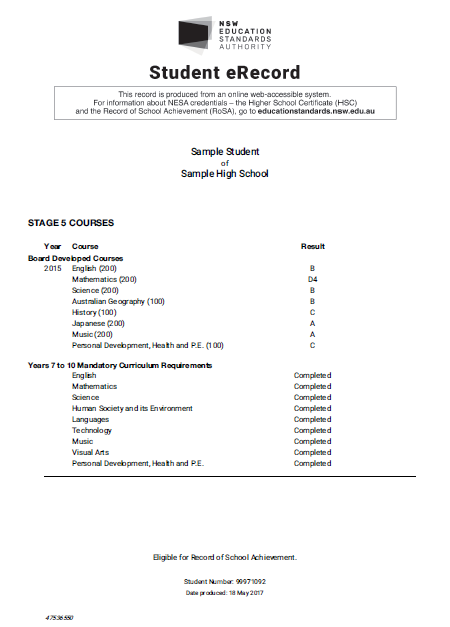 NSW
EDUCATION
STANDARDS
AUTHORITY
Student eRecord
This record is produced from an online web-accessible system.
For information about NESA credentials – the Higher School Certificate (HSC)
and the Record of School Achievement (RoSA), go to educationstandards.nsw.edu.au
Sample Student
of
Sample High School
STAGE 5 COURSES
Year Course Result
Board Developed Courses
2015 English (200) B
Mathematics (200) D4
Science (200) B
Australian Geography (100) B
History (100) C
Japanese (200) A
Music (200) A
Personal Development, Health and P.E. (100) C
Years 7 to 10 Mandatory Curriculum Requirements
English Completed
Mathematics Completed
Science Completed
Human Society and its Environment Completed
Languages Completed
Technology Completed
Music Completed
Visual Arts Completed
Personal Development, Health and P.E. Completed
Eligible for Record of School Achievement.
Student Number: 99971092
Date produced: 18 May 2017
47536550